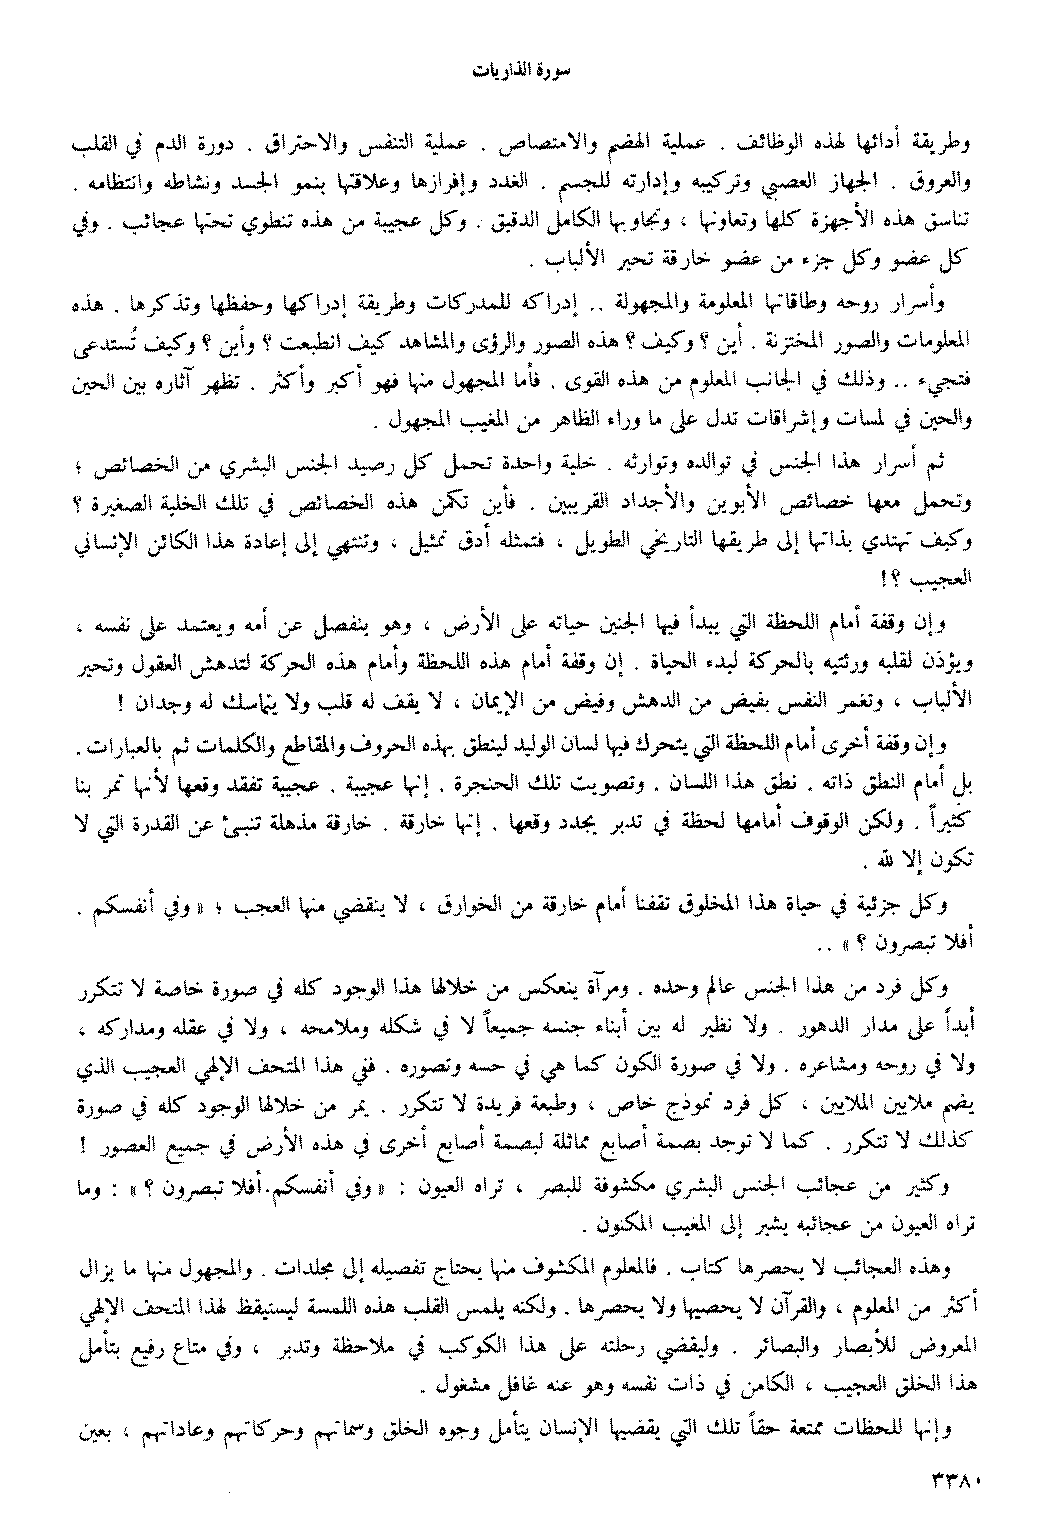 سورة الذاريات
وطريقة أدائها لهذه الوظائف . عملية الهضم والامتصاص . عملية التنفس والاحتراق . دورة الدم في القلب
والعروق . الجهاز العصبي وتركيبه وإدارته للجسم . الغدد وإفرازها وعلاقتها بنمو الجسد ونشاطه وانتظامه .
تناسق هذه الأجهزة كلها وتعاونها ، وتجاوبها الكامل الدقيق . وكل عجيبة من هذه تنطوي تحتها عجائب . وفي
كل عضو وكل جزء من عضو خارقة تحير الألباب .
وأسرار روحه وطاقاتها المعلومة والمجهولة .. إدراكه للمدركات وطريقة إدراكها وحفظها وتذكرها . هذه
المعلومات والصور المختزنة . أين ؟ وكيف ؟ هذه الصور والرؤى والمشاهد كيف انطبعت ؟ وأين ؟ وكيف تُستدعى
فتجيء .. وذلك في الجانب المعلوم من هذه القوى . فأما المجهول منها فهو أكبر وأكثر . تظهر آثاره بين الحين
والحين في لمسات وإشراقات تدل على ما وراء الظاهر من المغيب المجهول .
ثم أسرار هذا الجنس في توالده وتوارثه . خلية واحدة تحمل كل رصيد الجنس البشري من الخصائص ؛
وتحمل معها خصائص الأبوين والأجداد القريبين . فأين تكمن هذه الخصائص في تلك الخلية الصغيرة ؟
وكيف تهتدي بذاتها إلى طريقها التاريخي الطويل ، فتمثله أدق تمثيل ، وتنتهي إلى إعادة هذا الكائن الإنساني
العجيب ؟!
وإن وقفة أمام اللحظة التي يبدأ فيها الجنين حياته على الأرض ، وهو ينفصل عن أمه ويعتمد على نفسه ،
ويؤذن لقلبه ورئتيه بالحركة لبدء الحياة . إن وقفة أمام هذه اللحظة وأمام هذه الحركة لتدهش العقول وتحير
الألباب ، وتغمر النفس بفيض من الدهش وفيض من الإيمان ، لا يقف له قلب ولا يتماسك له وجدان !
وإن وقفة أخرى أمام اللحظة التي يتحرك فيها لسان الوليد لينطق بهذه الحروف والمقاطع والكلمات ثم بالعبارات .
بل أمام النطق ذاته . نطق هذا اللسان . وتصويت تلك الحنجرة . إنها عجيبة . عجيبة تفقد وقعها لأنها تمر بنا
كثيراً . ولكن الوقوف أمامها لحظة في تدبر يجدد وقعها . إنها خارقة . خارقة مذهلة تنبئ عن القدرة التي لا
تكون إلا لله .
وكل جزئية في حياة هذا المخلوق تقفنا أمام خارقة من الخوارق ، لا ينقضي منها العجب ؛ «وفي أنفسكم .
أفلا تبصرون ؟» ..
وكل فرد من هذا الجنس عالم وحده . ومرآة ينعكس من خلالها هذا الوجود كله في صورة خاصة لا تتكرر
أبداً على مدار الدهور . ولا نظير له بين أبناء جنسه جميعاً لا في شكله وملامحه ، ولا في عقله ومداركه ،
ولا في روحه ومشاعره . ولا في صورة الكون كما هي في حسه وتصوره . ففي هذا المتحف الإلهي العجيب الذي
يضم ملايين الملايين ، كل فرد نموذج خاص ، وطبعة فريدة لا تتكرر . يمر من خلالها الوجود كله في صورة
كذلك لا تتكرر . كما لا توجد بصمة أصابع مماثلة لبصمة أصابع أخرى في هذه الأرض في جميع العصور !
وكثير من عجائب الجنس البشري مكشوفة للبصر ، تراه العيون : «وفي أنفسكم.أفلا تبصرون ؟» : وما
تراه العيون من عجائبه يشير إلى المغيب المكنون .
وهذه العجائب لا يحصرها كتاب . فالمعلوم المكشوف منها يحتاج تفصيله إلى مجلدات . والمجهول منها ما يزال
أكثر من المعلوم ، والقرآن لا يحصيها ولا يحصرها . ولكنه يلمس القلب هذه اللمسة ليستيقظ لهذا المتحف الإلهي
المعروض للأبصار والبصائر . وليقضي رحلته على هذا الكوكب في ملاحظة وتدبر ، وفي متاع رفيع بتأمل
هذا الخلق العجيب ، الكامن في ذات نفسه وهو عنه غافل مشغول .
وإنها للحظات ممتعة حقاً تلك التي يقضيها الإنسان يتأمل وجوه الخلق وسماتهم وحركاتهم وعاداتهم ، بعين
٣٣٨٠